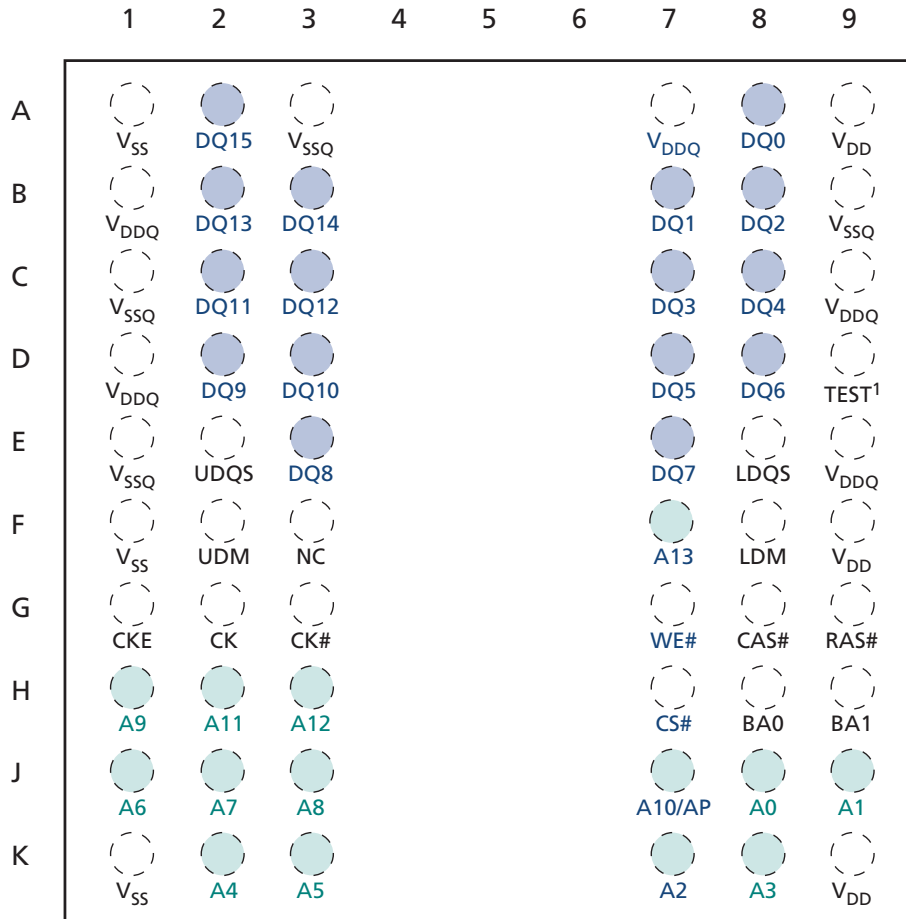 1 2 3 4 5 6 7 8 9
A
VSS DQ15 VSSQ VDDQ DQ0 VDD
B
VDDQ DQ13 DQ14 DQ1 DQ2 VSSQ
C
VSSQ DQ11 DQ12 DQ3 DQ4 VDDQ
D
VDDQ DQ9 DQ10 DQ5 DQ6 TEST1
E
VSSQ UDQS DQ8 DQ7 LDQS VDDQ
F
VSS UDM NC A13 LDM VDD
G
CKE CK CK# WE# CAS# RAS#
H
A9 A11 A12 CS# BA0 BA1
J
A6 A7 A8 A10/AP A0 A1
K
VSS A4 A5 A2 A3 VDD